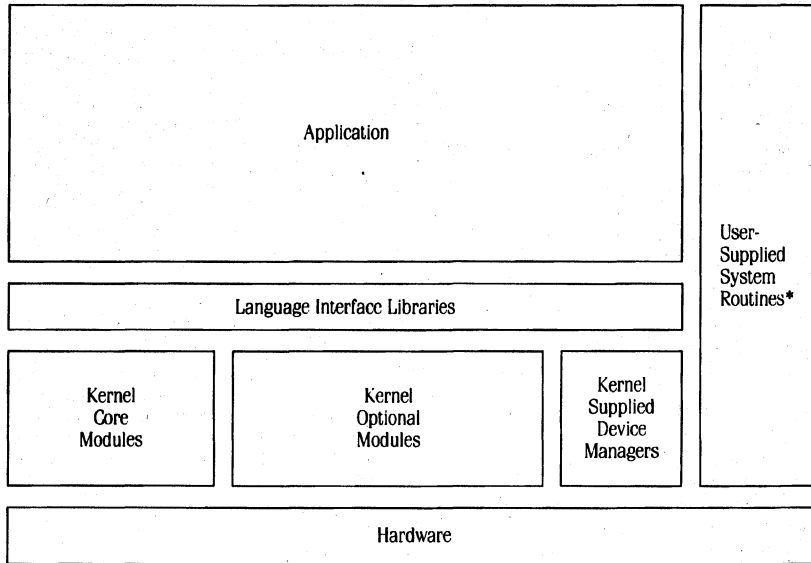 Application
User-
Supplied
System
Routines*
Language Interface Libraries
Kernel
Core
Modules
Kernel
Optional
Modules
Kernel
Supplied
Device
Managers
Hardware